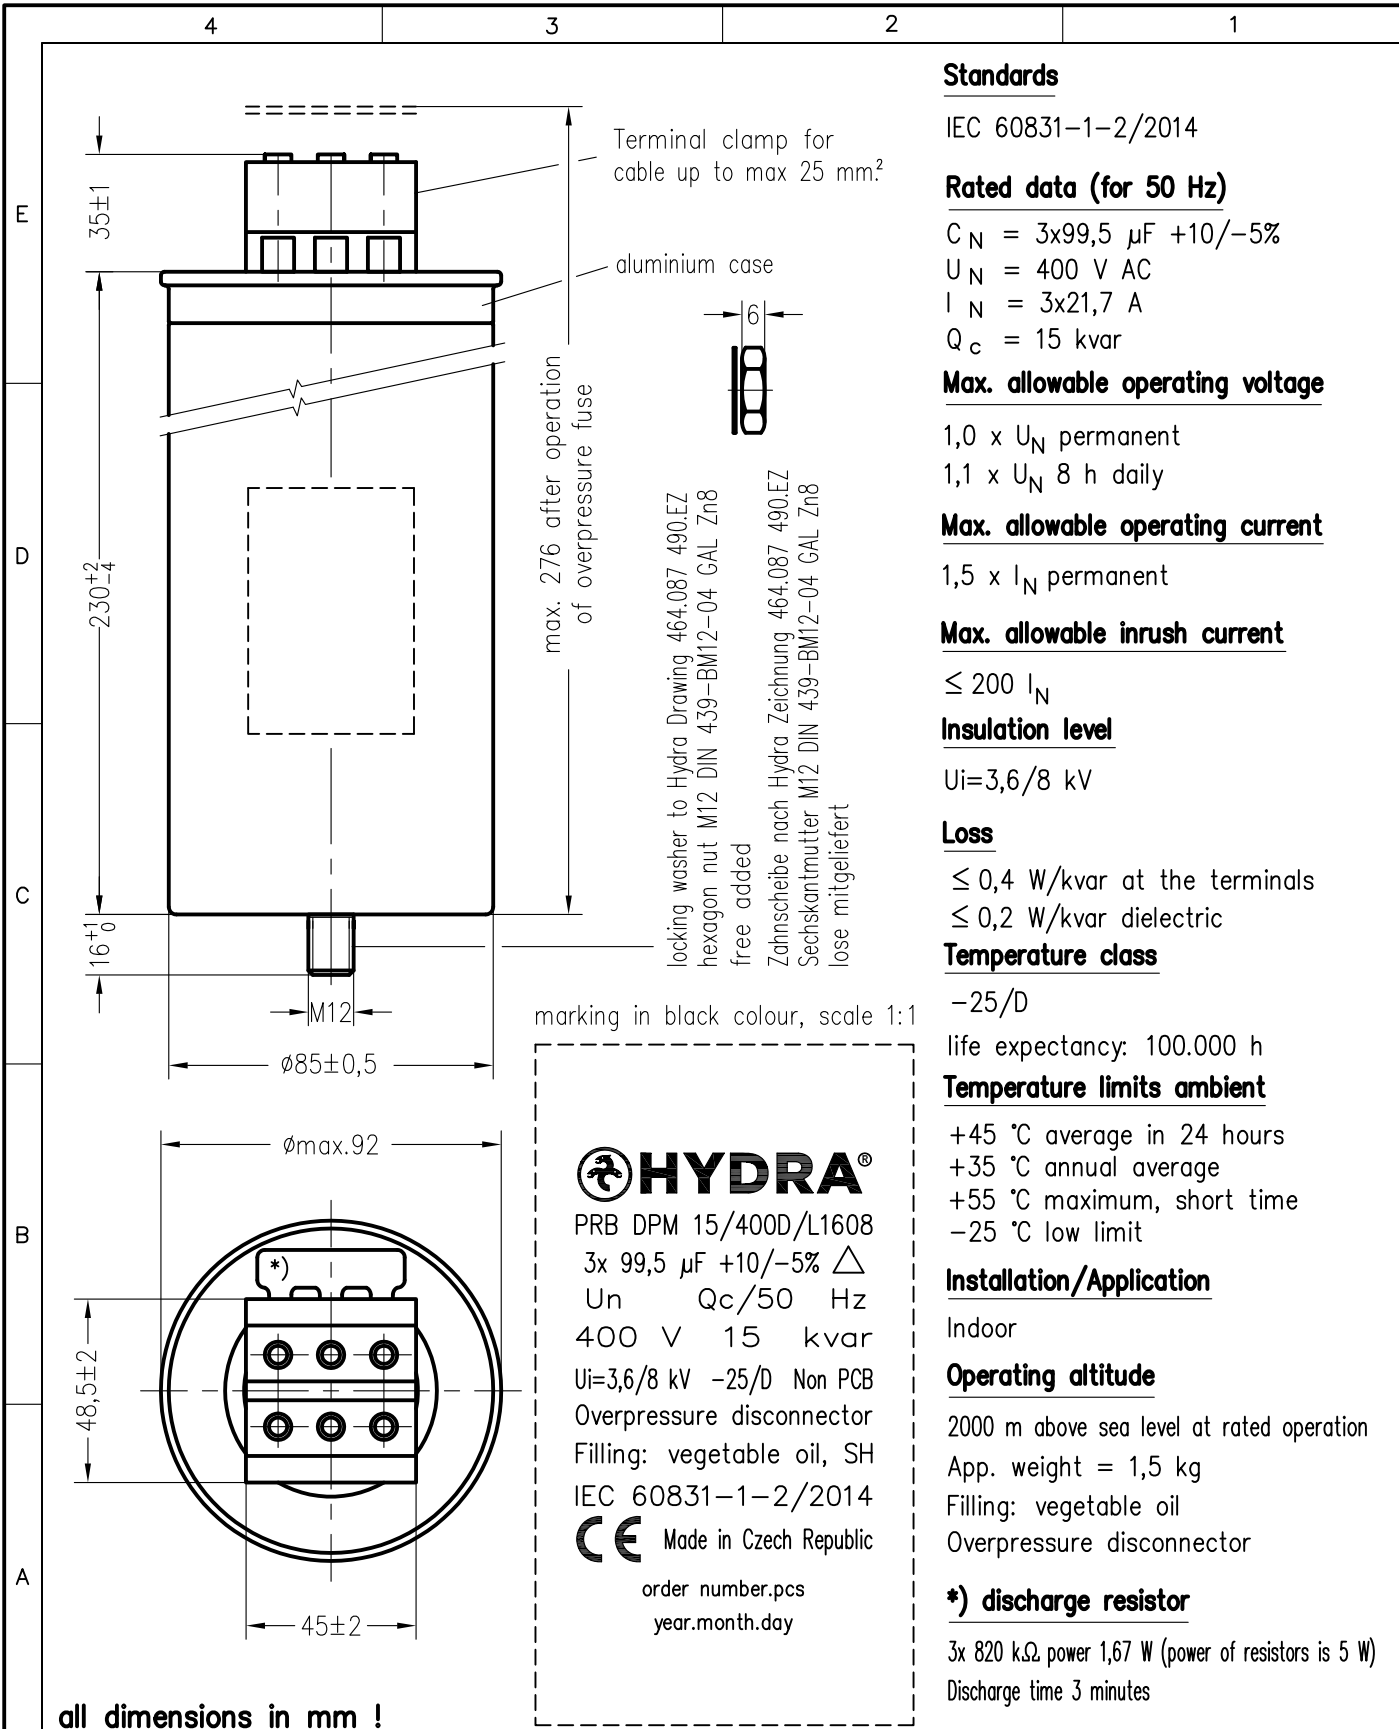 4
3
2
1
E
D
C
B
A
35±1
230+2-4
16+1 0
M12
ø85±0,5
Terminal clamp for
cable up to max 25 mm.²
aluminium case
max. 276 after operation
of overpressure fuse
6
locking washer to Hydra Drawing 464.087 490.EZ
hexagon nut M12 DIN 439-BM12-04 GAL Zn8
free added
Zahnscheibe nach Hydra Zeichnung 464.087 490.EZ
Sechskantmutter M12 DIN 439-BM12-04 GAL Zn8
lose mitgeliefert
ømax.92
*)
48,5±2
45±2
all dimensions in mm !
marking in black colour, scale 1:1
HYDRA®
PRB DPM 15/400D/L1608
3x 99,5 µF +10/-5% △
Un Qc/50 Hz
400 V 15 kvar
Ui=3,6/8 kV -25/D Non PCB
Overpressure disconnector
Filling: vegetable oil, SH
IEC 60831-1-2/2014
CE Made in Czech Republic
order number.pcs
year.month.day
Standards
IEC 60831-1-2/2014
Rated data (for 50 Hz)
C N = 3x99,5 µF +10/-5%
U N = 400 V AC
I N = 3x21,7 A
Q c = 15 kvar
Max. allowable operating voltage
1,0 x UN permanent
1,1 x UN 8 h daily
Max. allowable operating current
1,5 x IN permanent
Max. allowable inrush current
≤ 200 IN
Insulation level
Ui=3,6/8 kV
Loss
≤ 0,4 W/kvar at the terminals
≤ 0,2 W/kvar dielectric
Temperature class
-25/D
life expectancy: 100.000 h
Temperature limits ambient
+45 °C average in 24 hours
+35 °C annual average
+55 °C maximum, short time
-25 °C low limit
Installation/Application
Indoor
Operating altitude
2000 m above sea level at rated operation
App. weight = 1,5 kg
Filling: vegetable oil
Overpressure disconnector
*) discharge resistor
3x 820 kΩ power 1,67 W (power of resistors is 5 W)
Discharge time 3 minutes